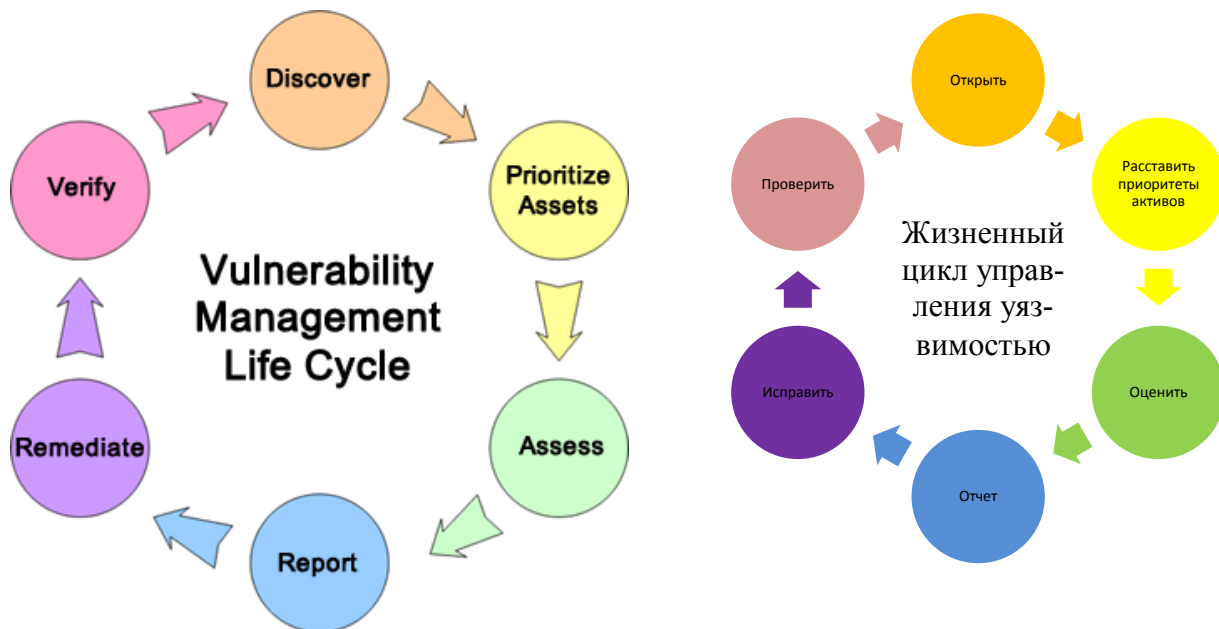 Discover
Prioritize
Assets
Assess
Report
Remediate
Verify
Vulnerability
Management
Life Cycle
Открыть
Расставить
приоритеты
активов
Оценить
Отчет
Исправить
Проверить
Жизненный
цикл управ-
ления уяз-
вимостью